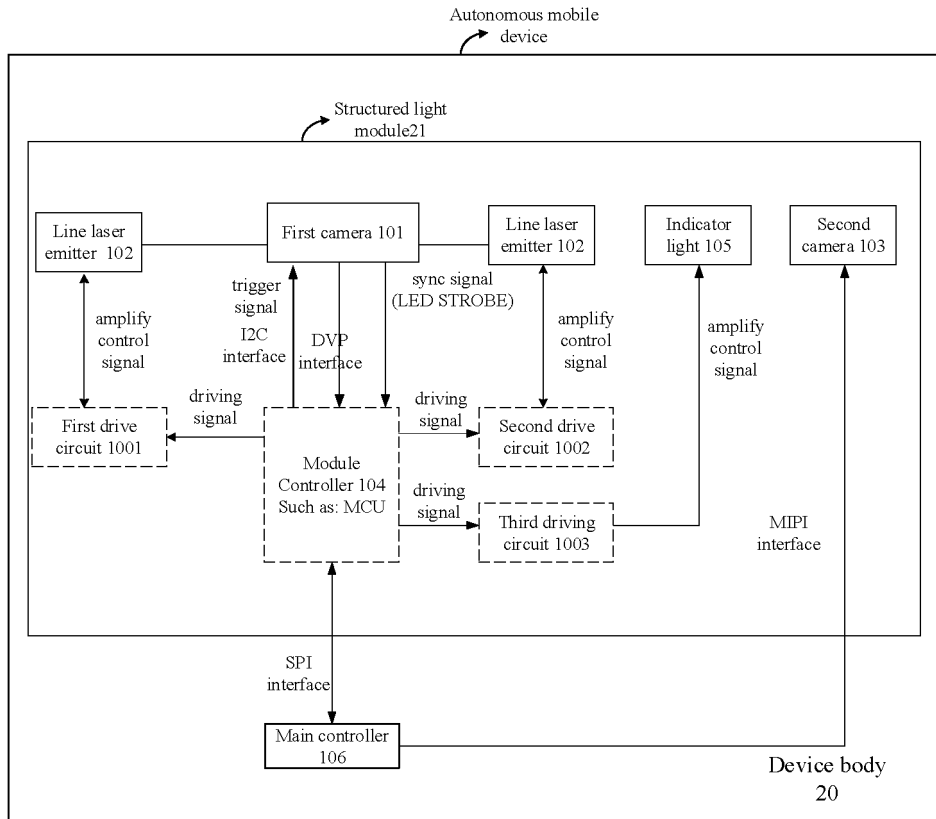 Autonomous mobile
device
Structured light
module21
Line laser
emitter 102
First camera 101
Line laser
emitter 102
Indicator
light 105
Second
camera 103
trigger
signal
I2C
interface
DVP
interface
sync signal
(LED STROBE)
amplify
control
signal
amplify
control
signal
amplify
control
signal
driving
signal
driving
signal
First drive
circuit 1001
Module
Controller 104
Such as: MCU
Second drive
circuit 1002
driving
signal
Third driving
circuit 1003
MIPI
interface
SPI
interface
Main controller
106
Device body
20